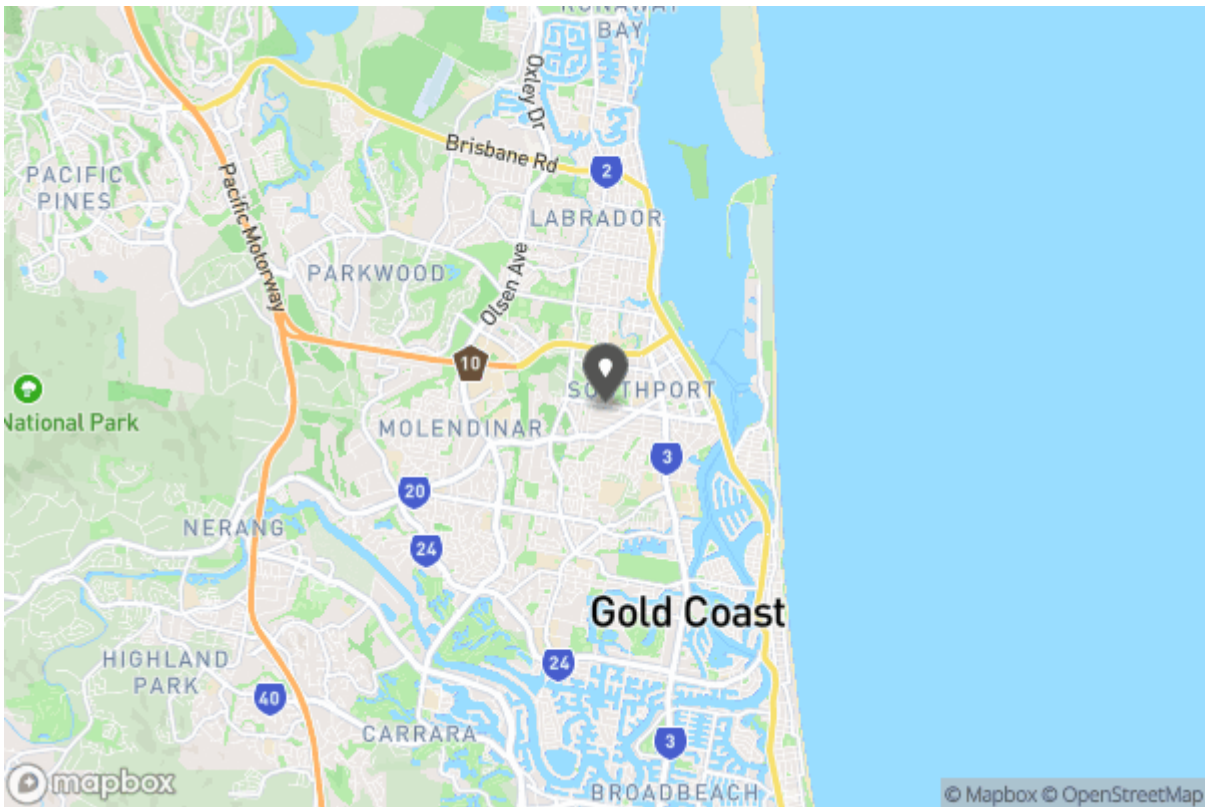 RUNAWAY
BAY
Oxley Dr
Brisbane Rd
2
PACIFIC
PINES
Pacific Motorway
LABRADOR
PARKWOOD
Olsen Ave
10
SOUTHPORT
National Park
MOLENDINAR
3
20
NERANG
24
Gold Coast
HIGHLAND
PARK
24
40
CARRARA
3
BROADBEACH
mapbox
© Mapbox © OpenStreetMap